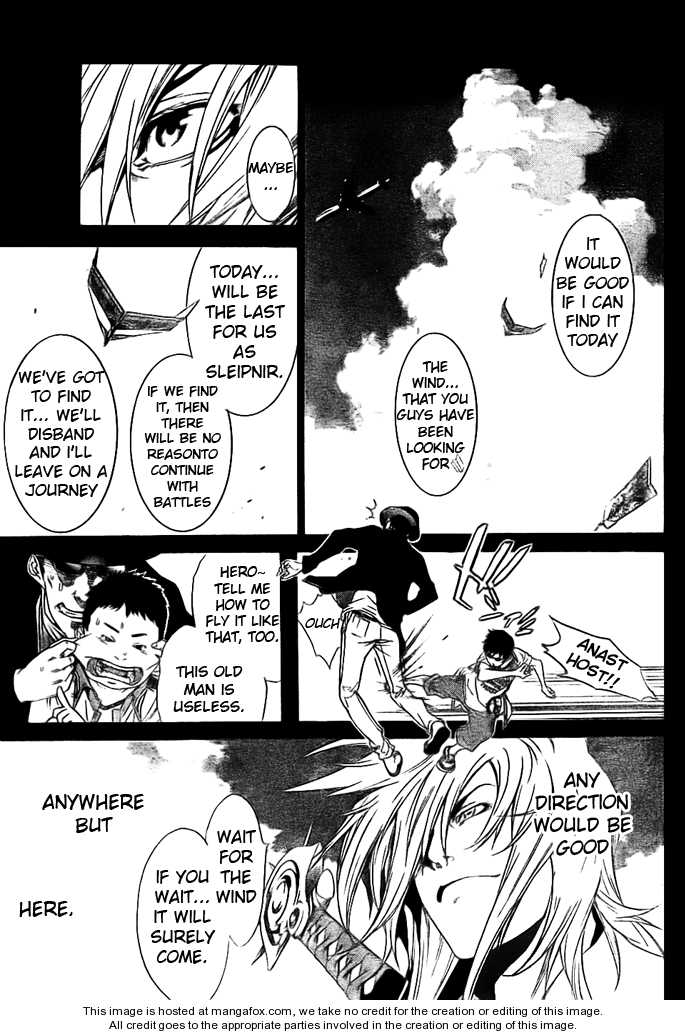 IT
WOULD
BE GOOD
IF I CAN
FIND IT
TODAY
THE
WIND...
THAT YOU
GUYS HAVE
BEEN
LOOKING
FOR
MAYBE
...
TODAY...
WILL BE
THE LAST
FOR US
AS
SLEIPNIR.
IF WE FIND
IT, THEN
THERE
WILL BE NO
REASONTO
CONTINUE
WITH
BATTLES
WE'VE GOT
TO FIND
IT... WE'LL
DISBAND
AND I'LL
LEAVE ON A
JOURNEY
ANAST
HOST!!
OUCH
HERO~
TELL ME
HOW TO
FLY IT LIKE
THAT, TOO.
THIS OLD
MAN IS
USELESS.
ANY
DIRECTION
WOULD BE
GOOD
WAIT
FOR
THE
WIND
IF YOU
WAIT...
IT WILL
SURELY
COME.
ANYWHERE
BUT
HERE.
This image is hosted at mangafox.com, we take no credit for the creation or editing of this image.
All credit goes to the appropriate parties involved in the creation or editing of this image.